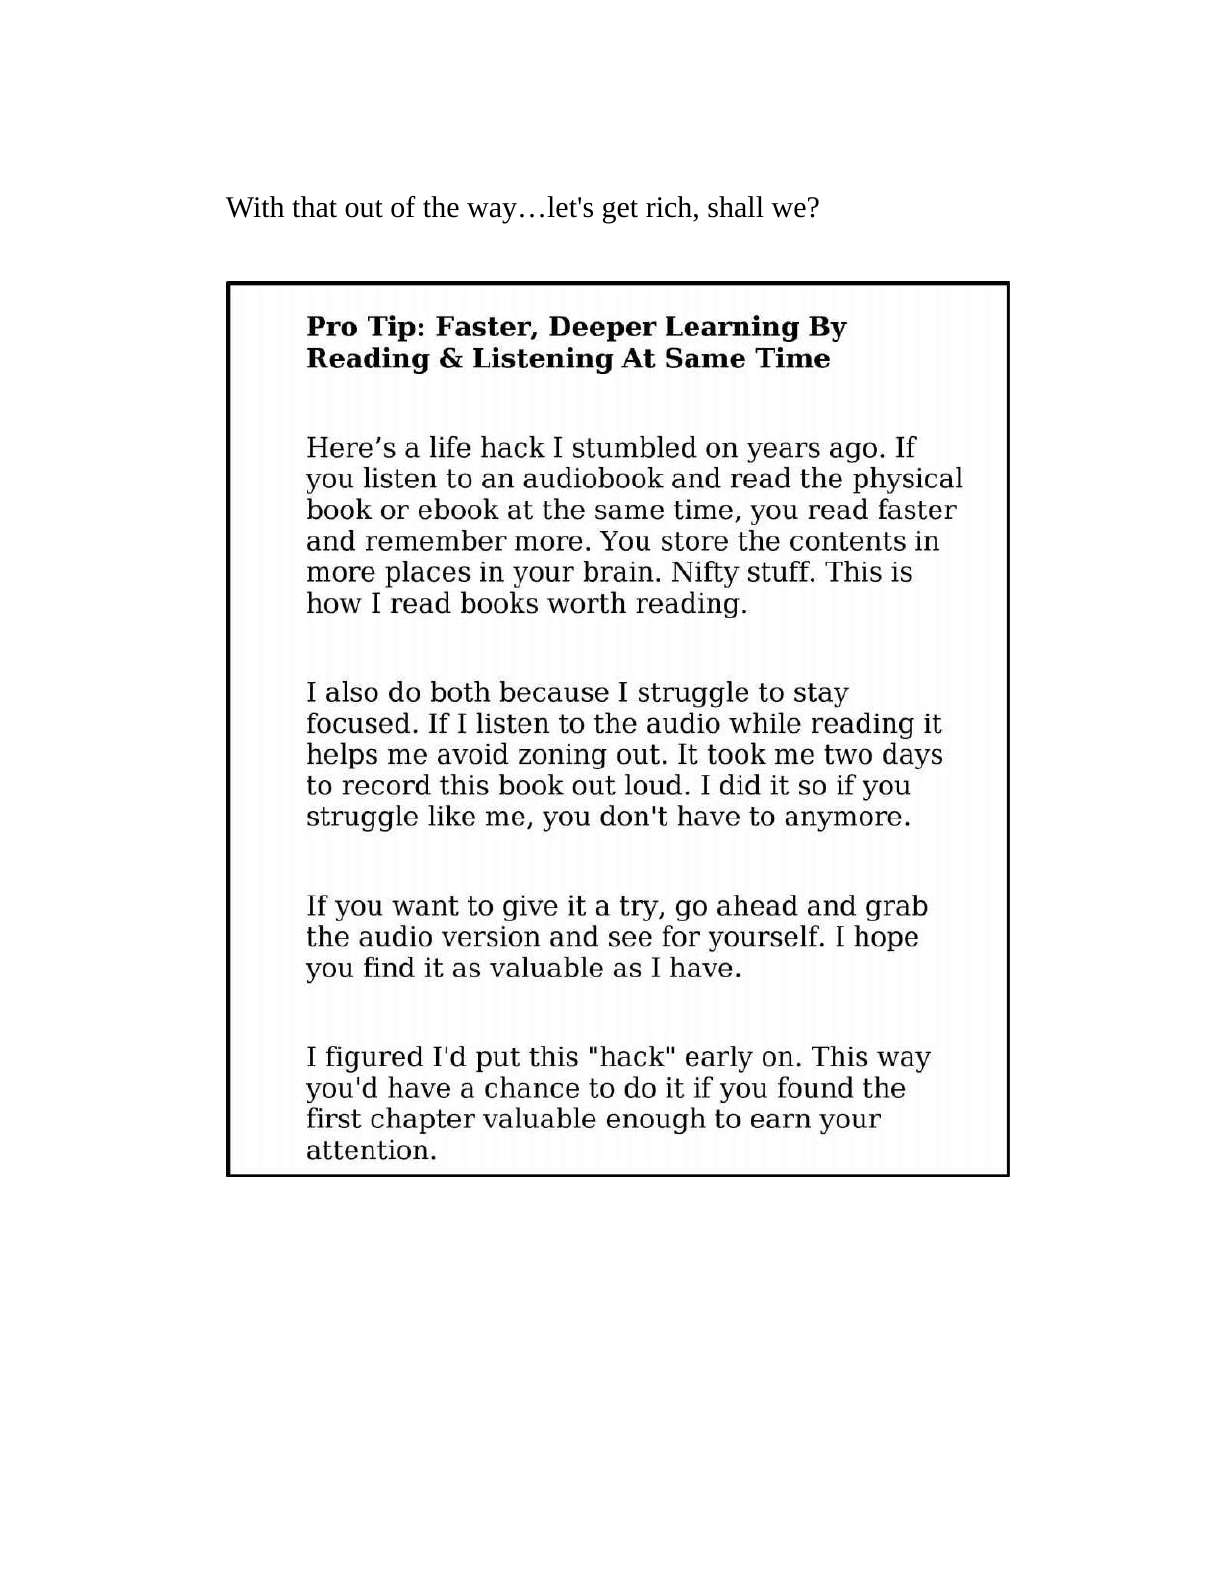 With that out of the way…let's get rich, shall we?
Pro Tip: Faster, Deeper Learning By
Reading & Listening At Same Time
Here’s a life hack I stumbled on years ago. If
you listen to an audiobook and read the physical
book or ebook at the same time, you read faster
and remember more. You store the contents in
more places in your brain. Nifty stuff. This is
how I read books worth reading.
I also do both because I struggle to stay
focused. If I listen to the audio while reading it
helps me avoid zoning out. It took me two days
to record this book out loud. I did it so if you
struggle like me, you don't have to anymore.
If you want to give it a try, go ahead and grab
the audio version and see for yourself. I hope
you find it as valuable as I have.
I figured I'd put this "hack" early on. This way
you'd have a chance to do it if you found the
first chapter valuable enough to earn your
attention.